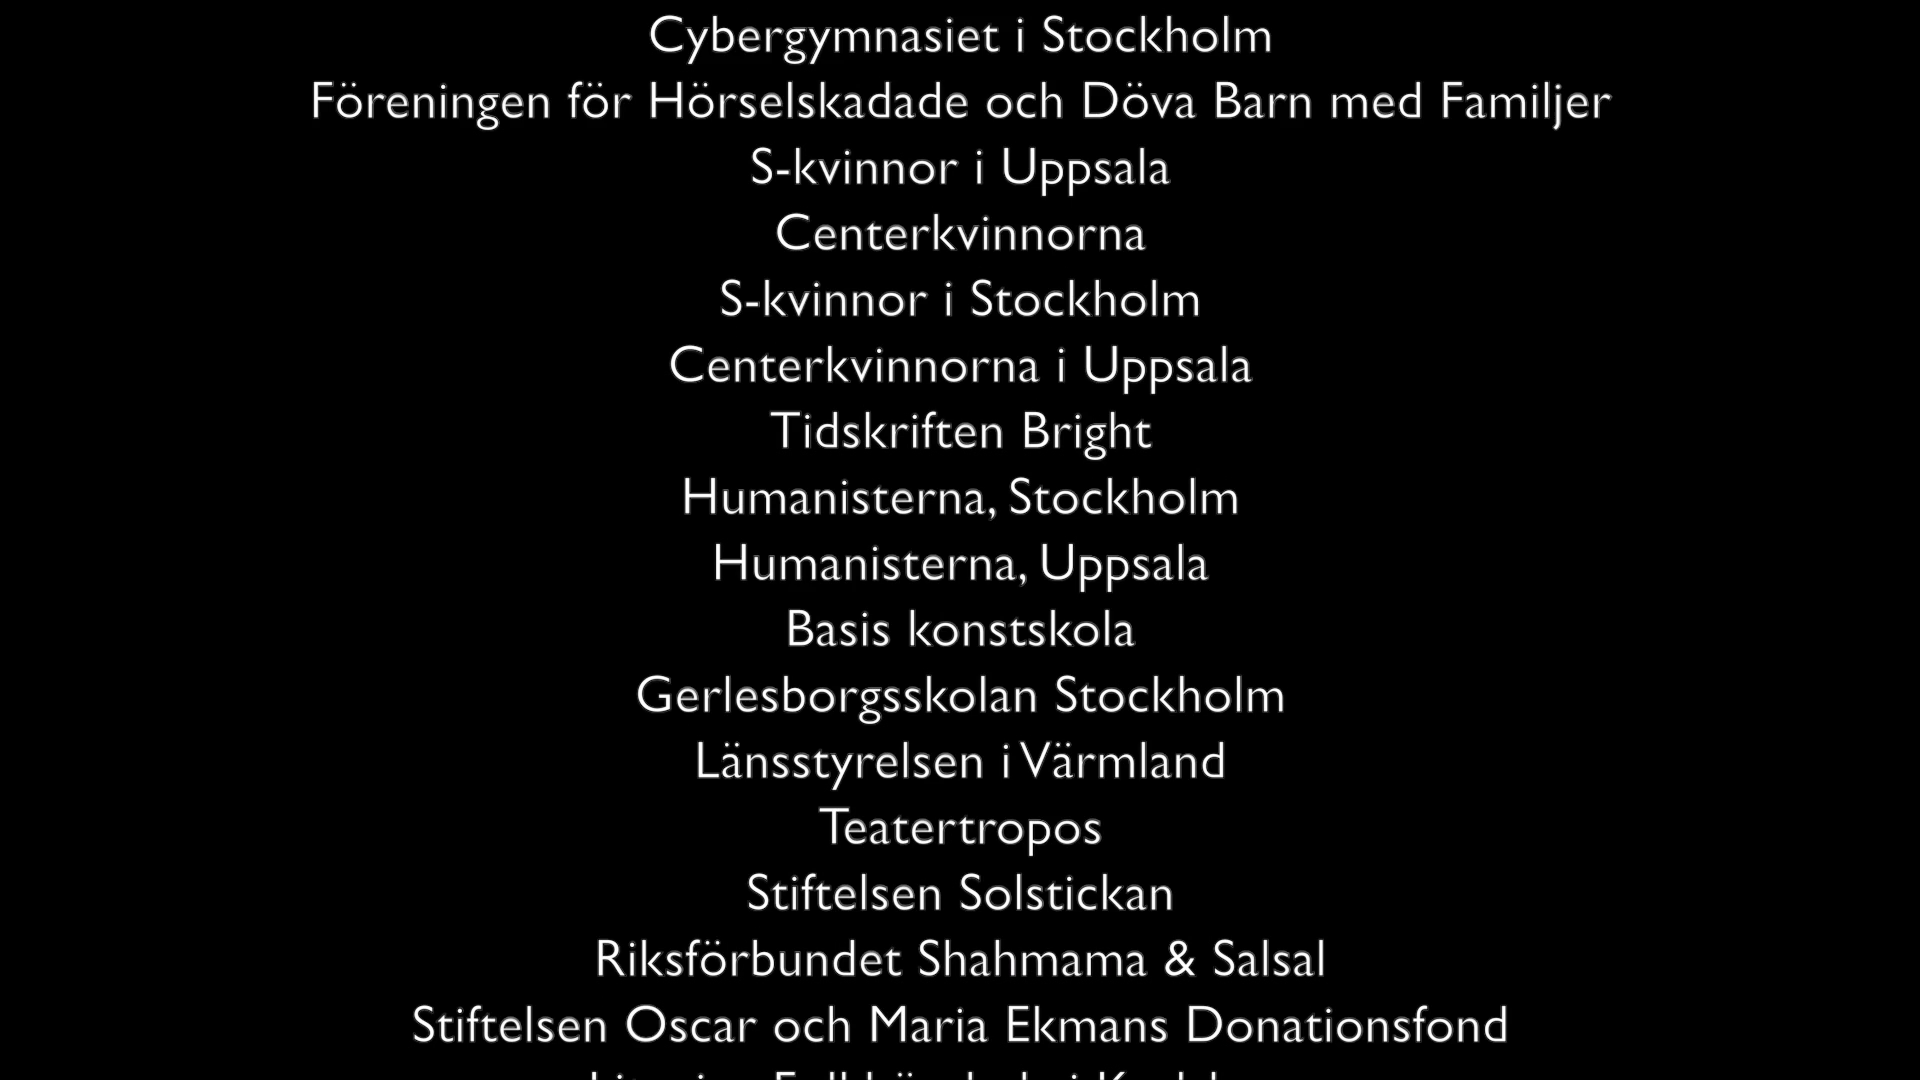 Cybergymnasiet i Stockholm
Föreningen för Hörselskadade och Döva Barn med Familjer
S-kvinnor i Uppsala
Centerkvinnorna
S-kvinnor i Stockholm
Centerkvinnorna i Uppsala
Tidskriften Bright
Humanisterna, Stockholm
Humanisterna, Uppsala
Basis konstskola
Gerlesborgsskolan Stockholm
Länsstyrelsen i Värmland
Teatertropos
Stiftelsen Solstickan
Riksförbundet Shahmama & Salsal
Stiftelsen Oscar och Maria Ekmans Donationsfond